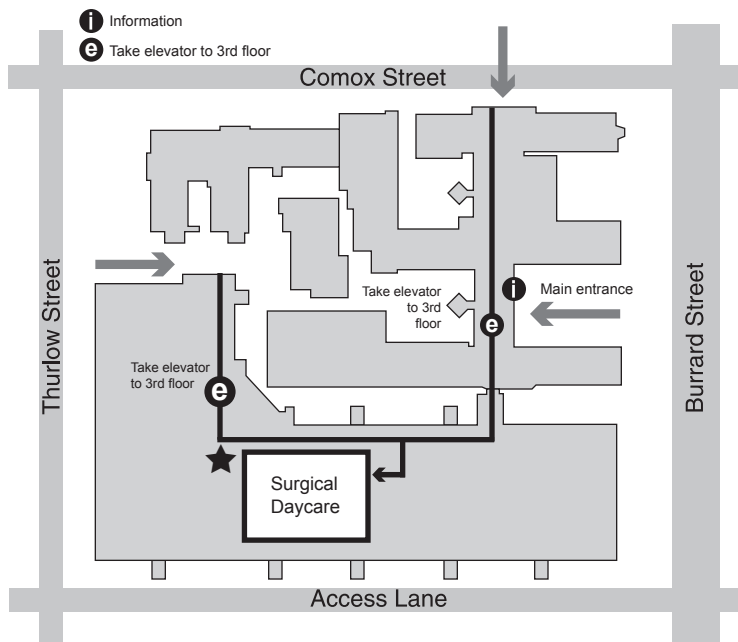 i Information
e Take elevator to 3rd floor
Comox Street
Thurlow Street
Burrard Street
Take elevator
to 3rd
floor
i
Main entrance
e
Take elevator
to 3rd floor
e
Surgical
Daycare
Access Lane